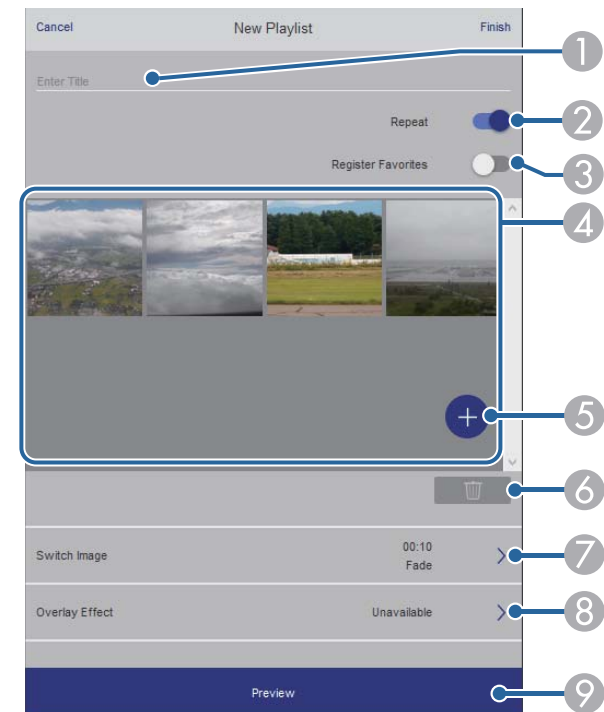 Cancel New Playlist Finish
1
Enter Title
Repeat 2
Register Favorites 3
4
5
6
Switch Image 00:10 7
Fade
Overlay Effect Unavailable 8
Preview 9